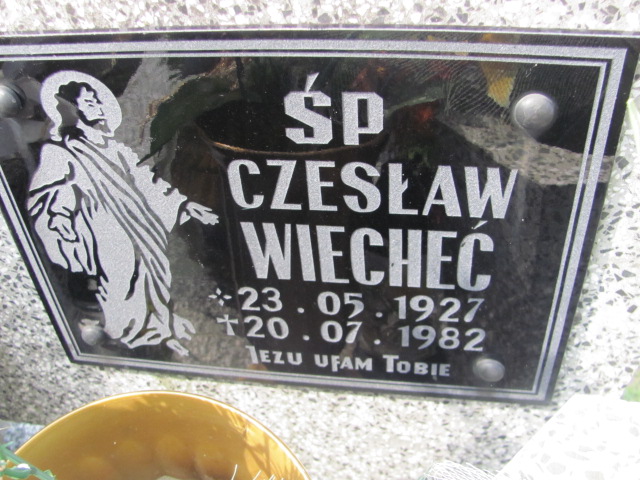 ŚP
CZESŁAW
WIECHEĆ
* 23 . 05 . 1927
† 20 . 07 . 1982
JEZU UFAM TOBIE